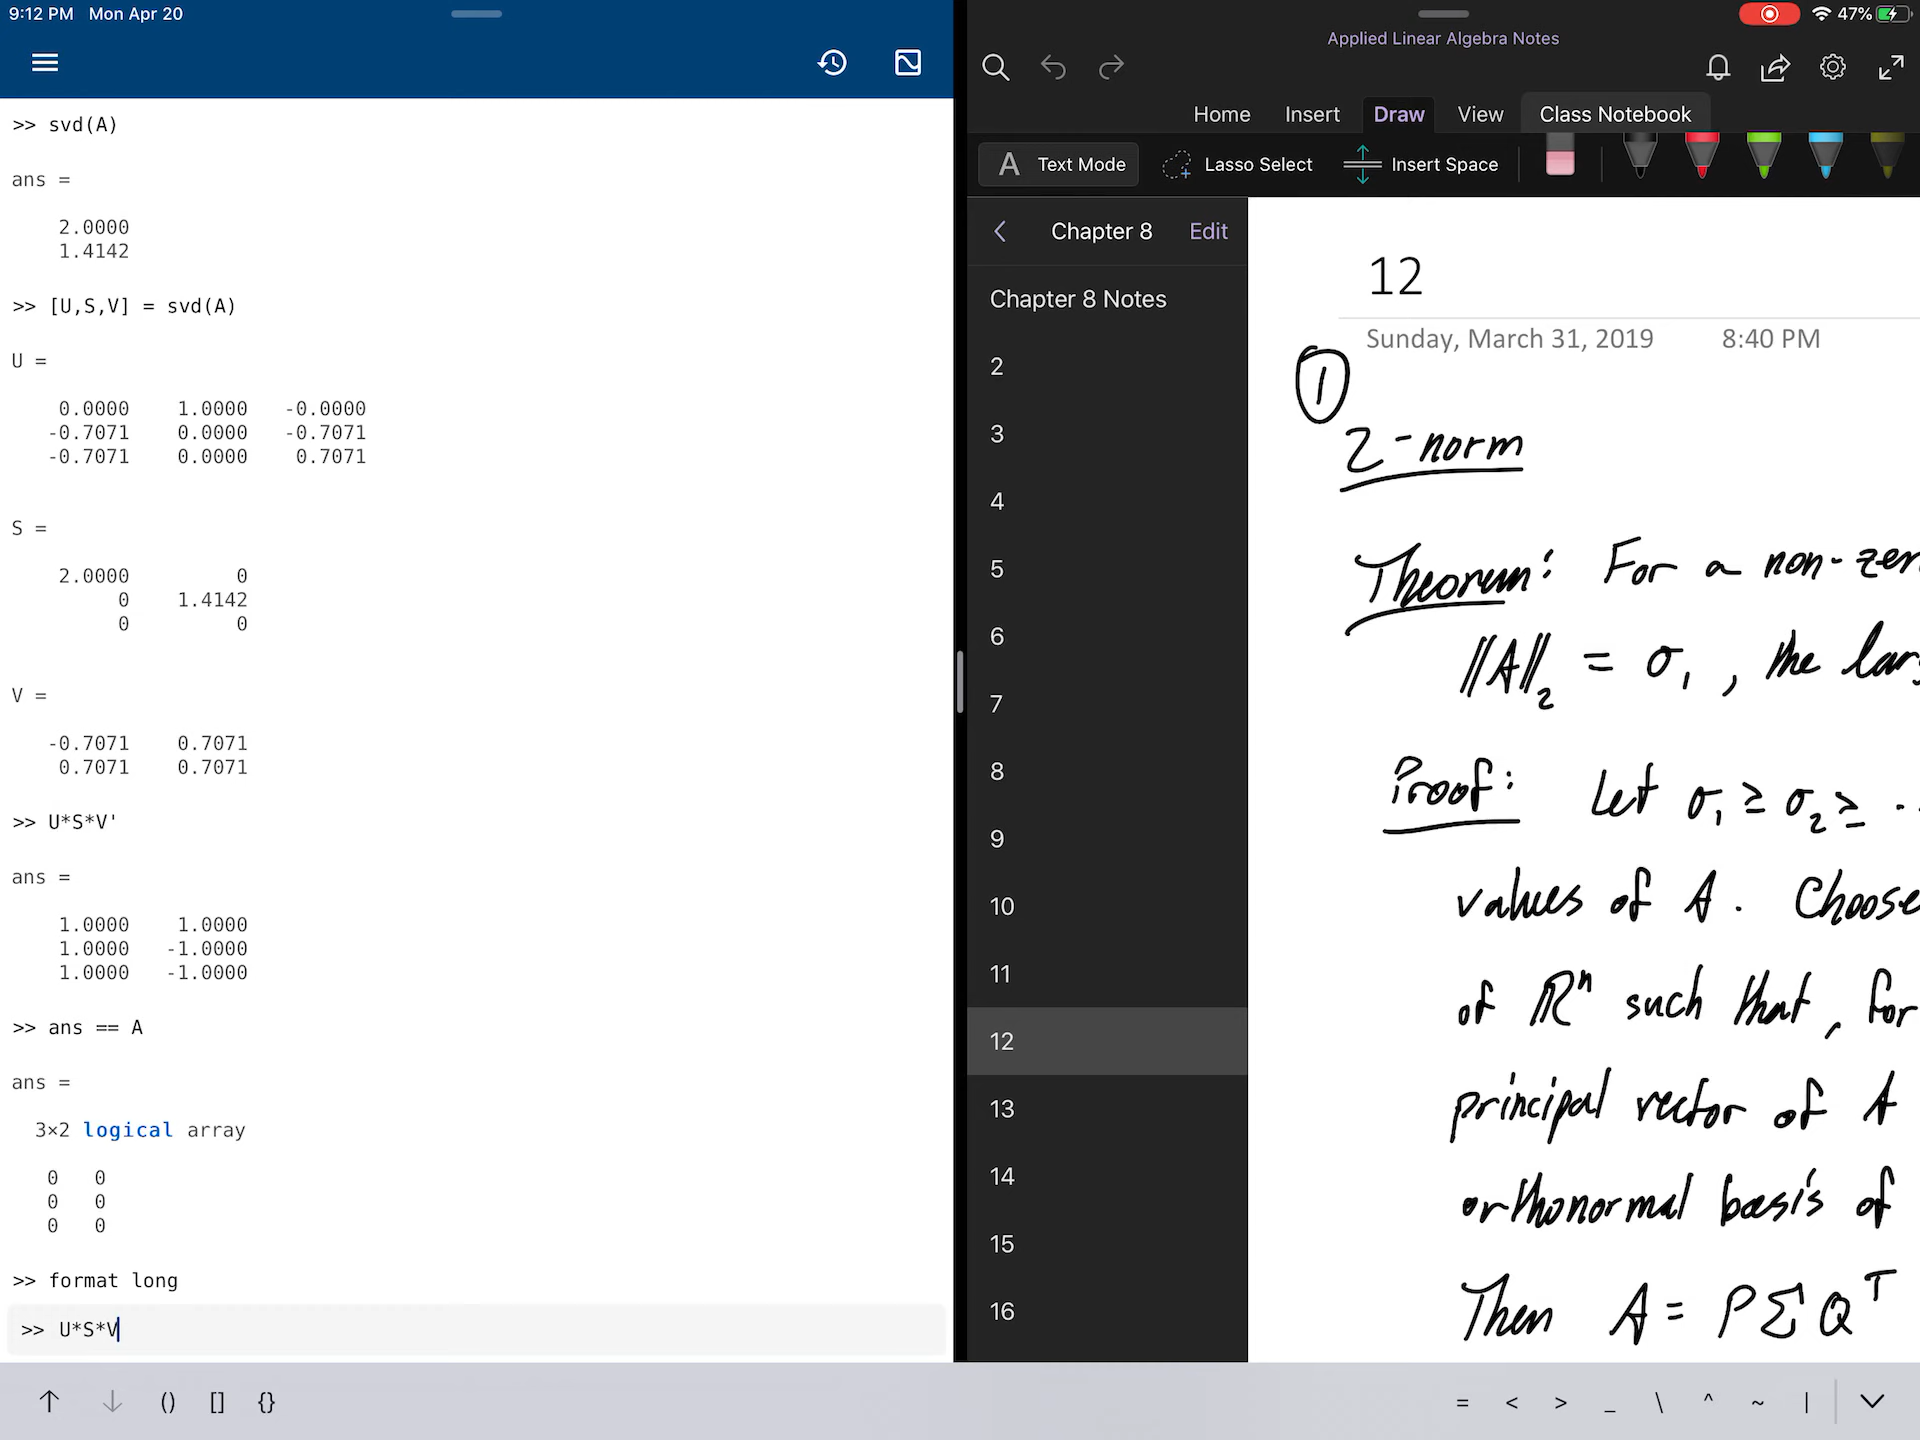 9:12 PM Mon Apr 20
>> svd(A)
ans =
2.0000
1.4142
>> [U,S,V] = svd(A)
U =
0.0000 1.0000 -0.0000
-0.7071 0.0000 -0.7071
-0.7071 0.0000 0.7071
S =
2.0000 0
0 1.4142
0 0
V =
-0.7071 0.7071
0.7071 0.7071
>> U*S*V'
ans =
1.0000 1.0000
1.0000 -1.0000
1.0000 -1.0000
>> ans == A
ans =
3×2 logical array
0 0
0 0
0 0
>> format long
>> U*S*V
↑ ↓ () [] {}
= < > _ \ ^ ~ |
47%
Applied Linear Algebra Notes
Home Insert Draw View Class Notebook
A Text Mode Lasso Select Insert Space
Chapter 8 Edit
Chapter 8 Notes
2
3
4
5
6
7
8
9
10
11
12
13
14
15
16
12
Sunday, March 31, 2019 8:40 PM
①
2-norm
Theorem: For a non-zer
||A||₂ = σ₁, the lar
Proof: Let σ₁ ≥ σ₂ ≥ ..
values of A. Choose
of ℝⁿ such that, for
principal vector of A
orthonormal basis of
Then A = PΣQᵀ